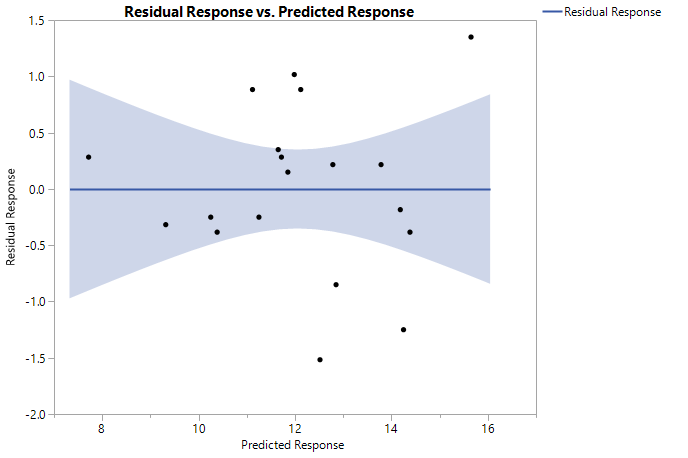 Residual Response vs. Predicted Response
Residual Response
1.5
1.0
0.5
0.0
-0.5
-1.0
-1.5
-2.0
Residual Response
8 10 12 14 16
Predicted Response